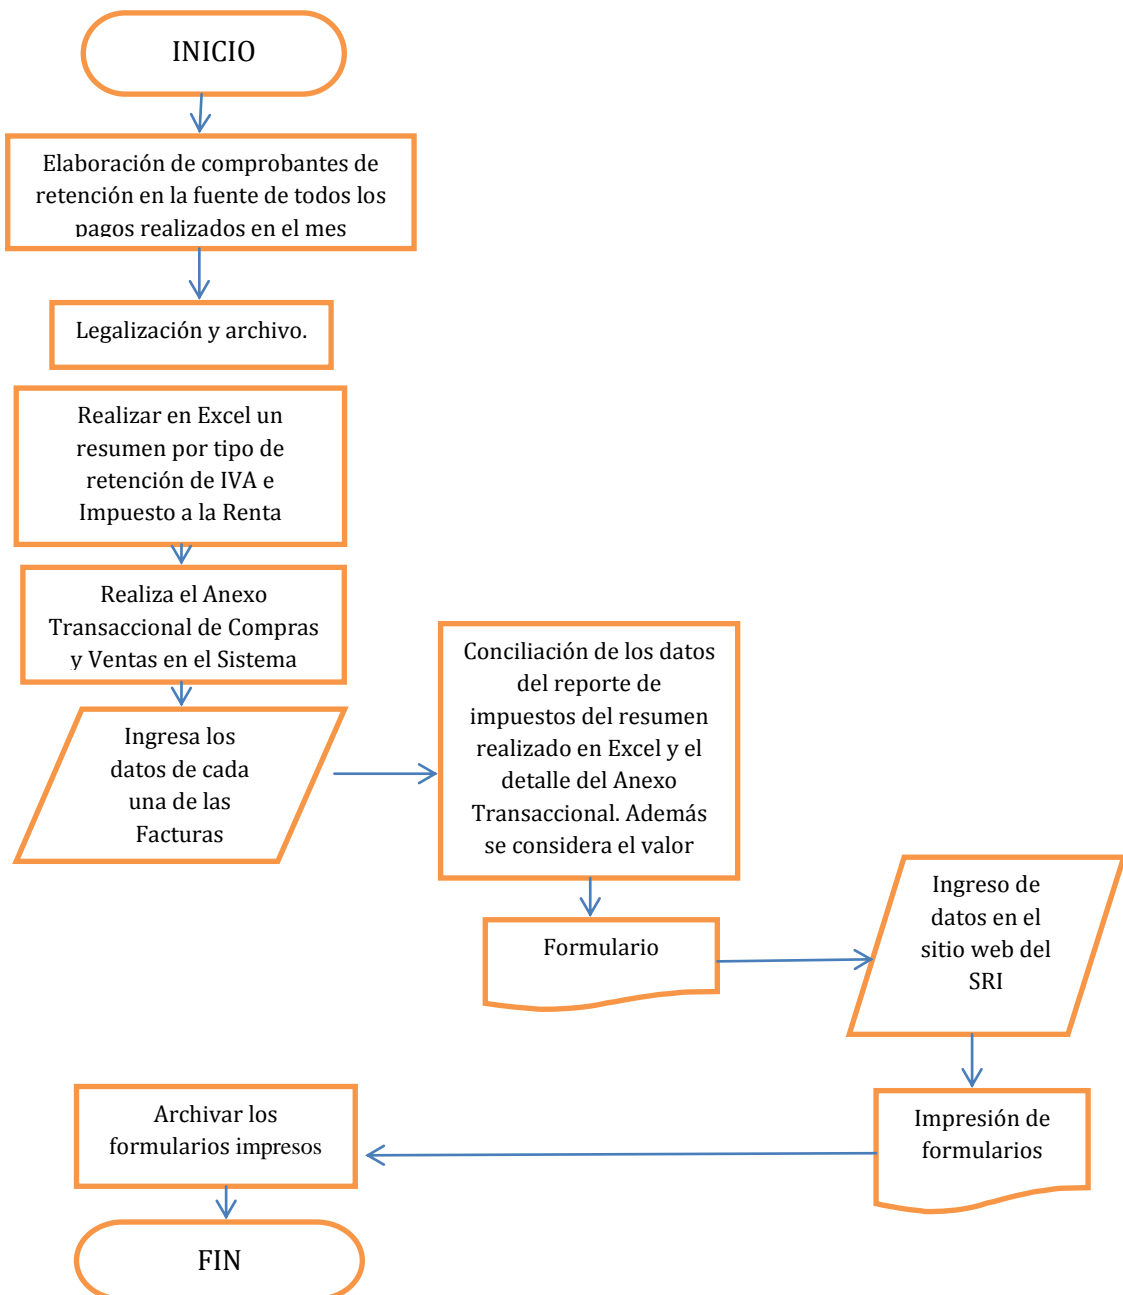 INICIO
Elaboración de comprobantes de
retención en la fuente de todos los
pagos realizados en el mes
Legalización y archivo.
Realizar en Excel un
resumen por tipo de
retención de IVA e
Impuesto a la Renta
Realiza el Anexo
Transaccional de Compras
y Ventas en el Sistema
Ingresa los
datos de cada
una de las
Facturas
Conciliación de los datos
del reporte de
impuestos del resumen
realizado en Excel y el
detalle del Anexo
Transaccional. Además
se considera el valor
Formulario
Ingreso de
datos en el
sitio web del
SRI
Impresión de
formularios
Archivar los
formularios impresos
FIN